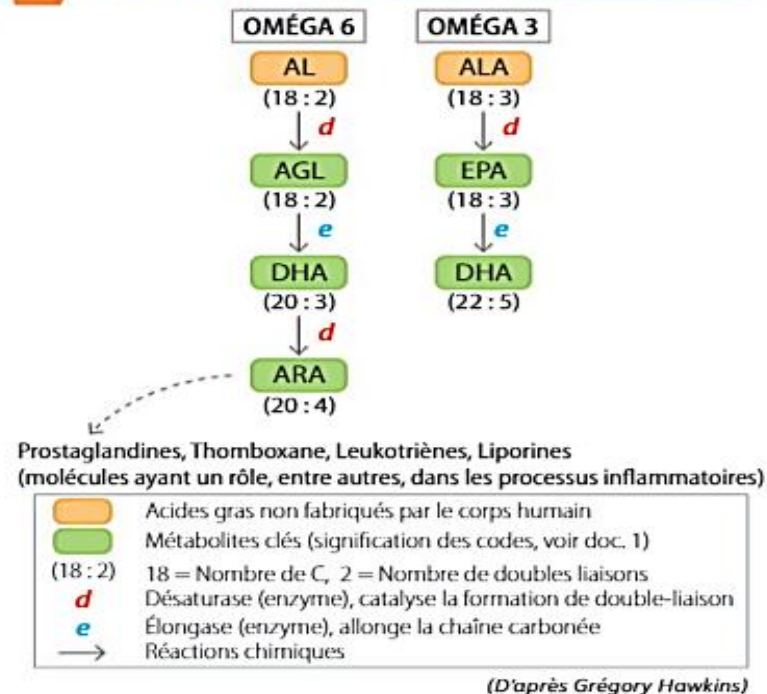 OMÉGA 6 OMÉGA 3
AL ALA
(18 : 2) (18 : 3)
d d
AGL EPA
(18 : 2) (18 : 3)
e e
DHA DHA
(20 : 3) (22 : 5)
d
ARA
(20 : 4)
Prostaglandines, Thomboxane, Leukotriènes, Liporines
(molécules ayant un rôle, entre autres, dans les processus inflammatoires)
Acides gras non fabriqués par le corps humain
Métabolites clés (signification des codes, voir doc. 1)
(18 : 2) 18 = Nombre de C, 2 = Nombre de doubles liaisons
d Désaturase (enzyme), catalyse la formation de double-liaison
e Élongase (enzyme), allonge la chaîne carbonée
Réactions chimiques
(D'après Grégory Hawkins)